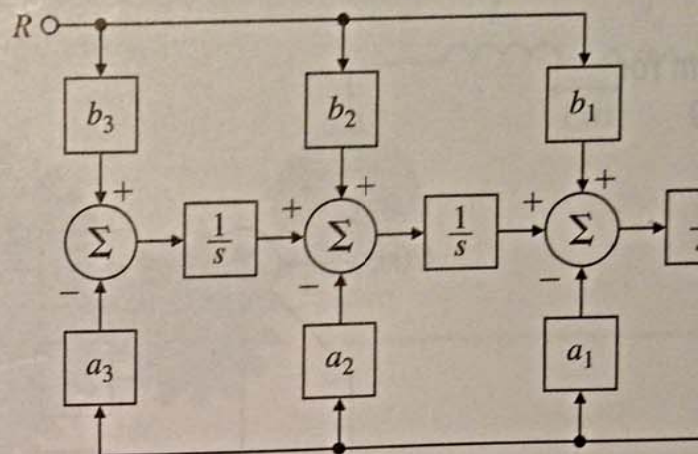 R
b3 b2 b1
+ + +
Σ 1/s + Σ 1/s + Σ
− − −
a3 a2 a1